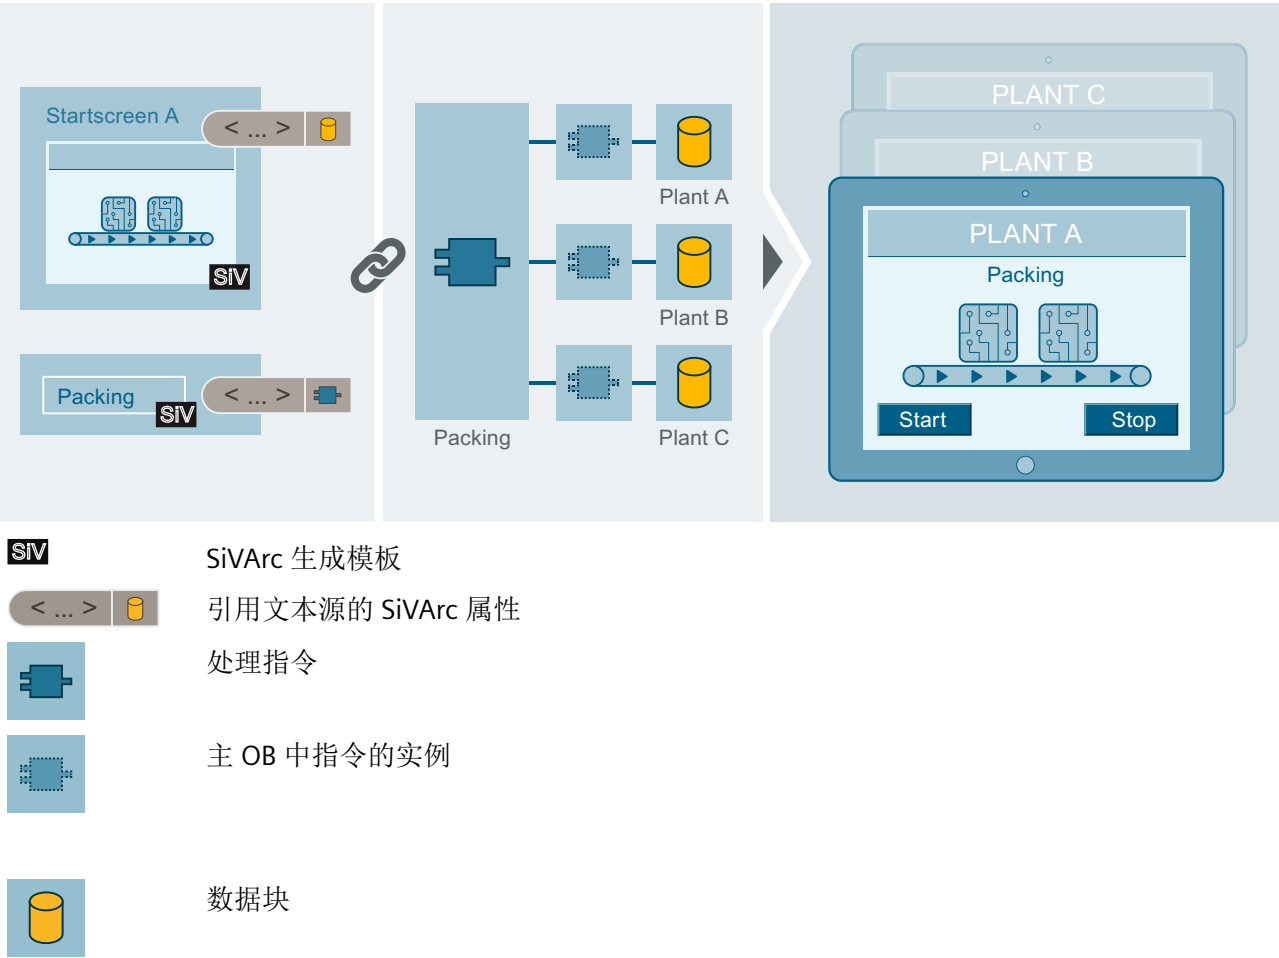 Startscreen A
< ... >
SiV
Packing
< ... >
SiV
Plant A
Plant B
Packing
Plant C
PLANT C
PLANT B
PLANT A
Packing
Start
Stop
SiV
SiVArc 生成模板
< ... >
引用文本源的 SiVArc 属性
处理指令
主 OB 中指令的实例
数据块